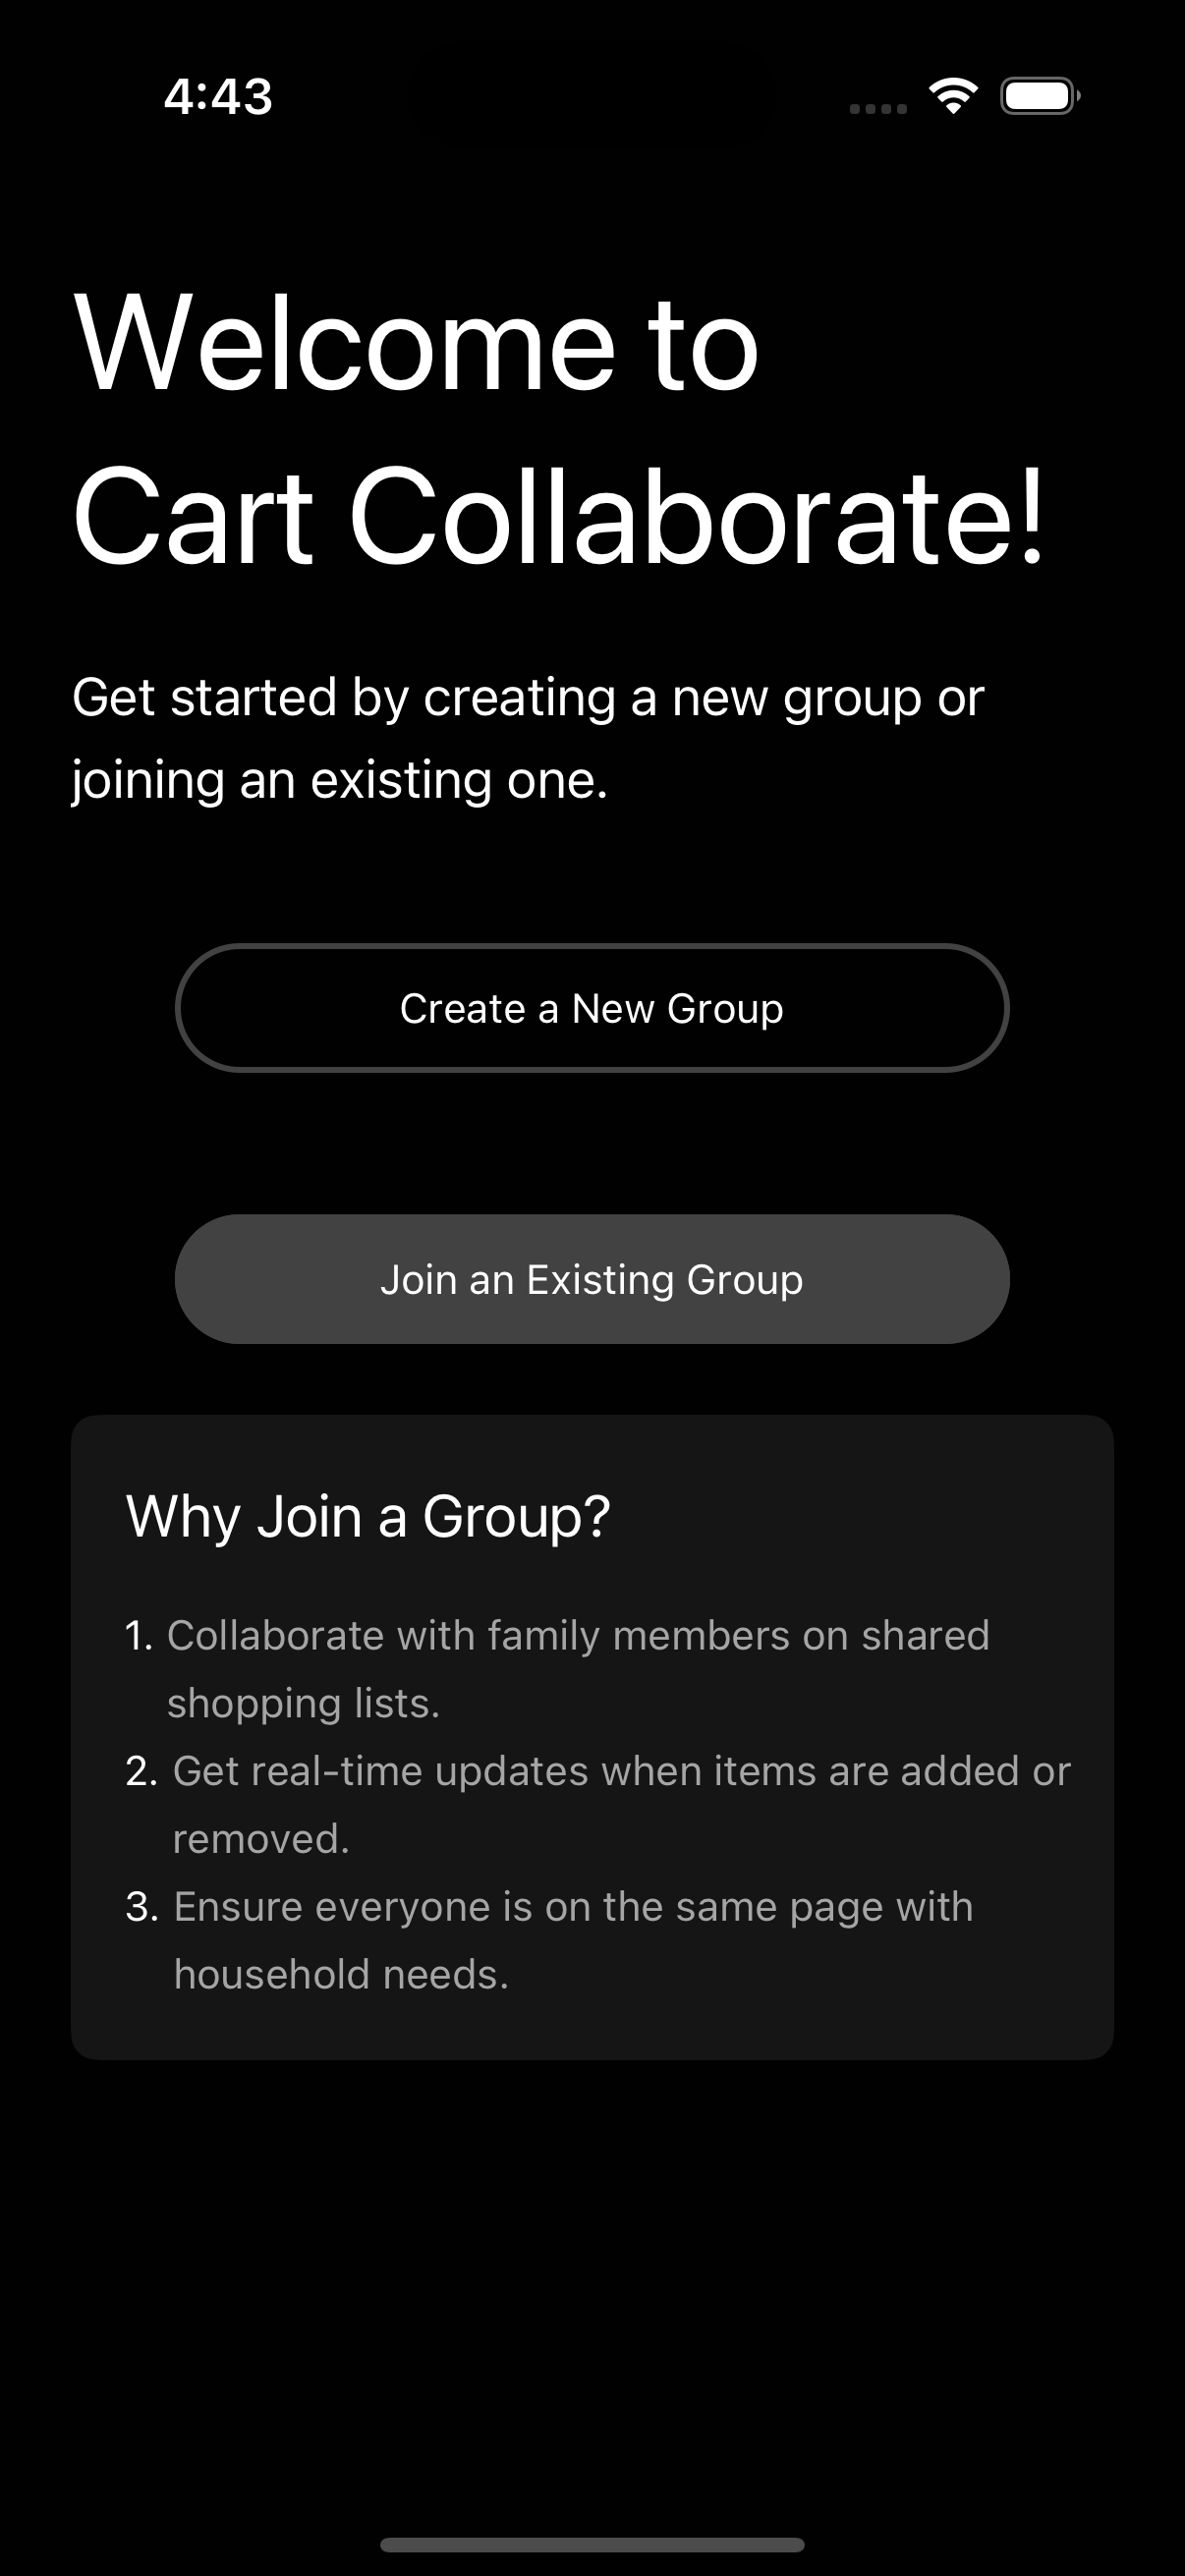 4:43
Welcome to
Cart Collaborate!
Get started by creating a new group or
joining an existing one.
Create a New Group
Join an Existing Group
Why Join a Group?
1. Collaborate with family members on shared
shopping lists.
2. Get real-time updates when items are added or
removed.
3. Ensure everyone is on the same page with
household needs.